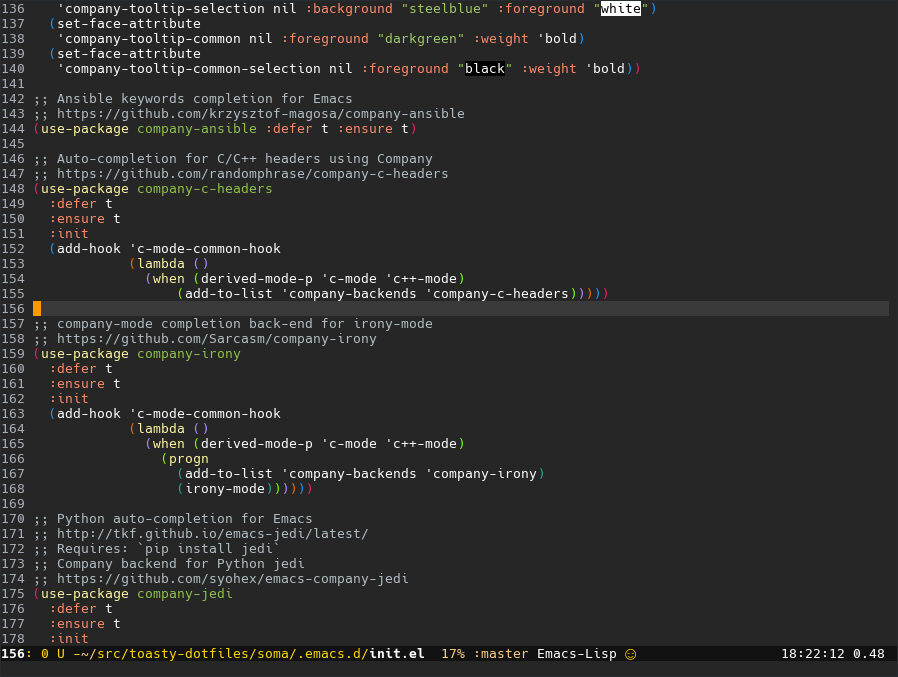 136     'company-tooltip-selection nil :background "steelblue" :foreground "white")
137    (set-face-attribute
138     'company-tooltip-common nil :foreground "darkgreen" :weight 'bold)
139    (set-face-attribute
140     'company-tooltip-common-selection nil :foreground "black" :weight 'bold))
141
142 ;; Ansible keywords completion for Emacs
143 ;; https://github.com/krzysztof-magosa/company-ansible
144 (use-package company-ansible :defer t :ensure t)
145
146 ;; Auto-completion for C/C++ headers using Company
147 ;; https://github.com/randomphrase/company-c-headers
148 (use-package company-c-headers
149   :defer t
150   :ensure t
151   :init
152   (add-hook 'c-mode-common-hook
153             (lambda ()
154               (when (derived-mode-p 'c-mode 'c++-mode)
155                   (add-to-list 'company-backends 'company-c-headers)))))
156
157 ;; company-mode completion back-end for irony-mode
158 ;; https://github.com/Sarcasm/company-irony
159 (use-package company-irony
160   :defer t
161   :ensure t
162   :init
163   (add-hook 'c-mode-common-hook
164             (lambda ()
165               (when (derived-mode-p 'c-mode 'c++-mode)
166                 (progn
167                   (add-to-list 'company-backends 'company-irony)
168                   (irony-mode))))))
169
170 ;; Python auto-completion for Emacs
171 ;; http://tkf.github.io/emacs-jedi/latest/
172 ;; Requires: `pip install jedi`
173 ;; Company backend for Python jedi
174 ;; https://github.com/syohex/emacs-company-jedi
175 (use-package company-jedi
176   :defer t
177   :ensure t
178   :init
156: 0 U -~/src/toasty-dotfiles/soma/.emacs.d/init.el  17% :master Emacs-Lisp ☺ 18:22:12 0.48